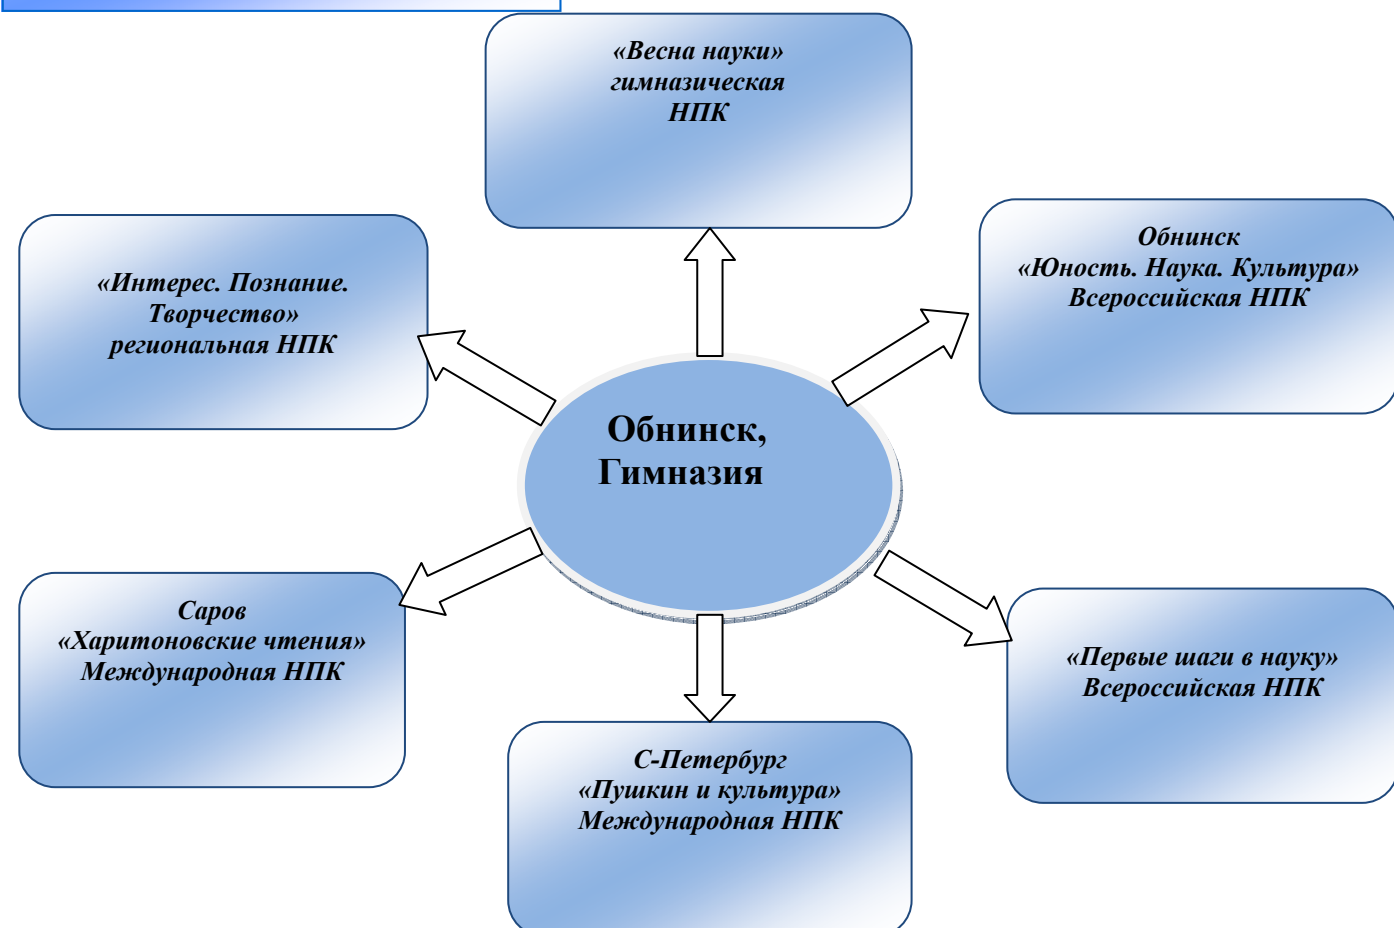 «Весна науки»
гимназическая
НПК
Обнинск
«Юность. Наука. Культура»
Всероссийская НПК
«Интерес. Познание.
Творчество»
региональная НПК
Обнинск,
Гимназия
Саров
«Харитоновские чтения»
Международная НПК
«Первые шаги в науку»
Всероссийская НПК
С-Петербург
«Пушкин и культура»
Международная НПК